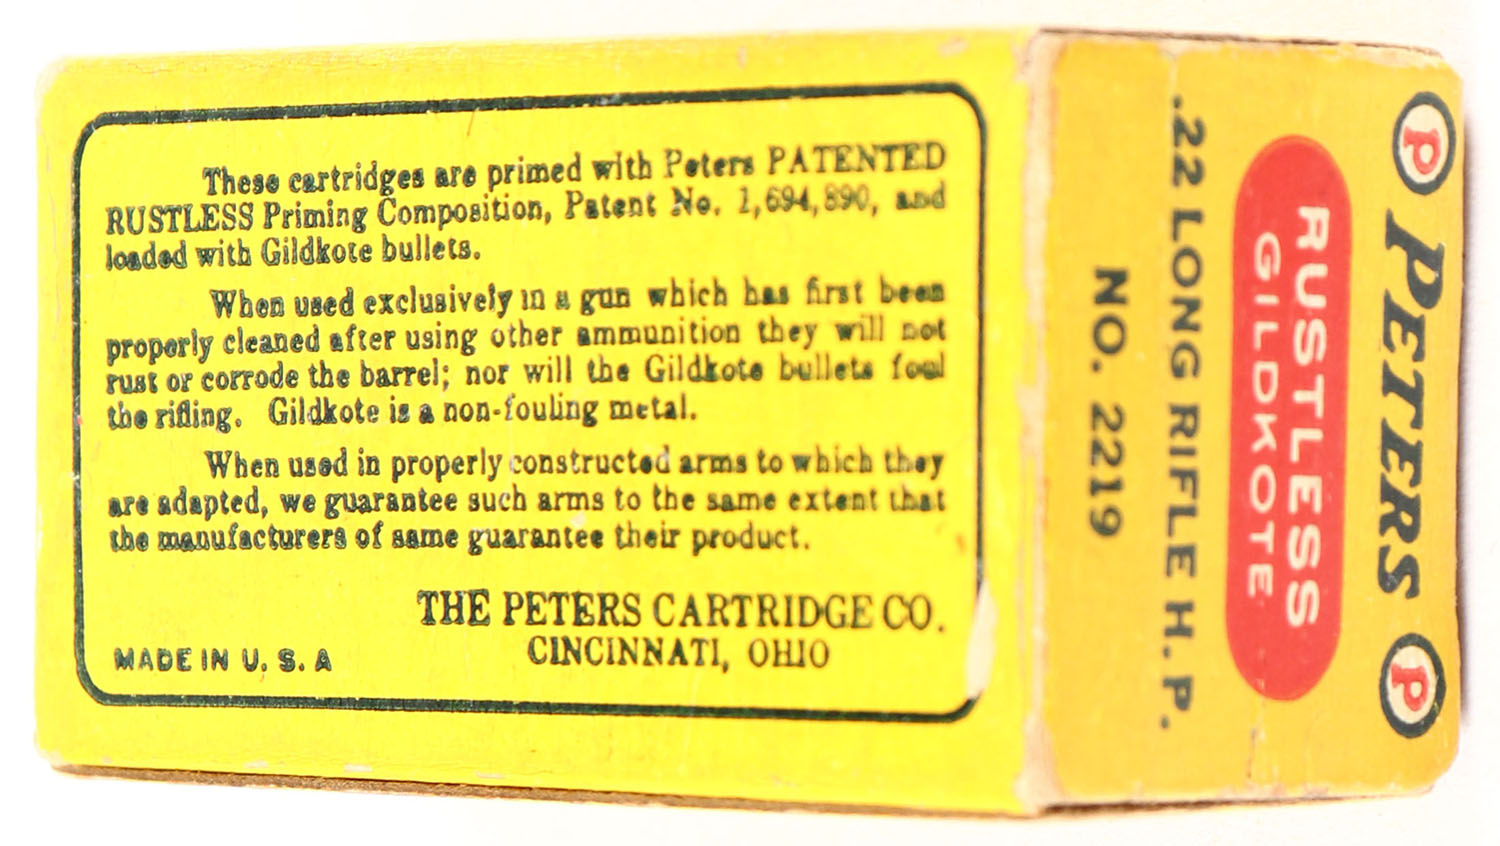 These cartridges are primed with Peters PATENTED
RUSTLESS Priming Composition, Patent No. 1,694,890, and
loaded with Gildkote bullets.
When used exclusively in a gun which has first been
properly cleaned after using other ammunition they will not
rust or corrode the barrel; nor will the Gildkote bullets foul
the rifling. Gildkote is a non-fouling metal.
When used in properly constructed arms to which they
are adapted, we guarantee such arms to the same extent that
the manufacturers of same guarantee their product.
THE PETERS CARTRIDGE CO.
CINCINNATI, OHIO
MADE IN U. S. A
P PETERS P
RUSTLESS
GILDKOTE
.22 LONG RIFLE H.P.
NO. 2219